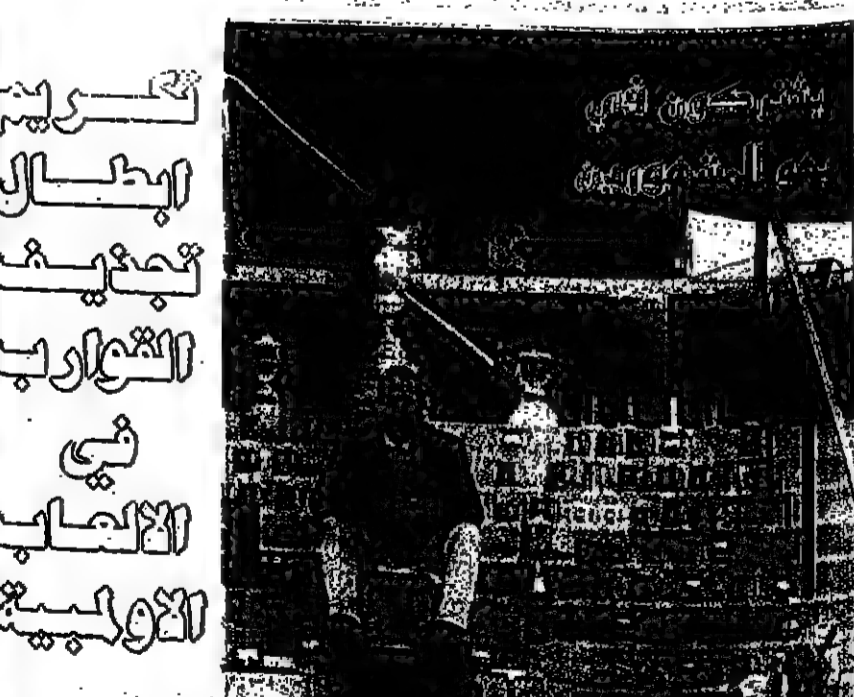 تكريم
ابطال
تجذيف
القوارب
في
الالعاب
الاولمبية
يشتركون في